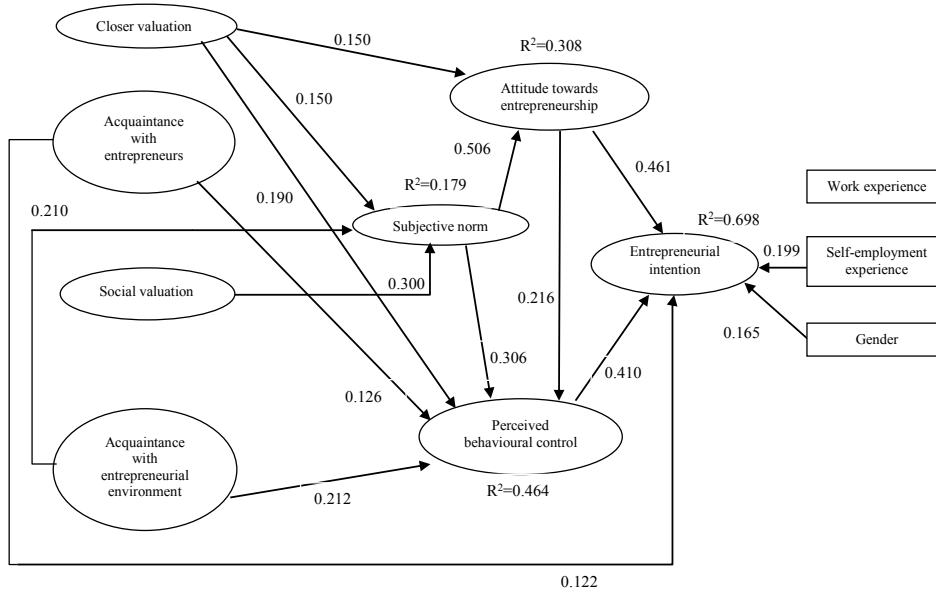 Closer valuation
0.150
R²=0.308
Attitude towards
entrepreneurship
0.150
Acquaintance
with
entrepreneurs
0.506
0.461
R²=0.179
0.190
Work experience
0.210
Subjective norm
R²=0.698
Entrepreneurial
intention
0.199
Self-employment
experience
Social valuation
0.300
0.216
0.165
Gender
0.306
0.410
0.126
Perceived
behavioural control
Acquaintance
with
entrepreneurial
environment
0.212
R²=0.464
0.122